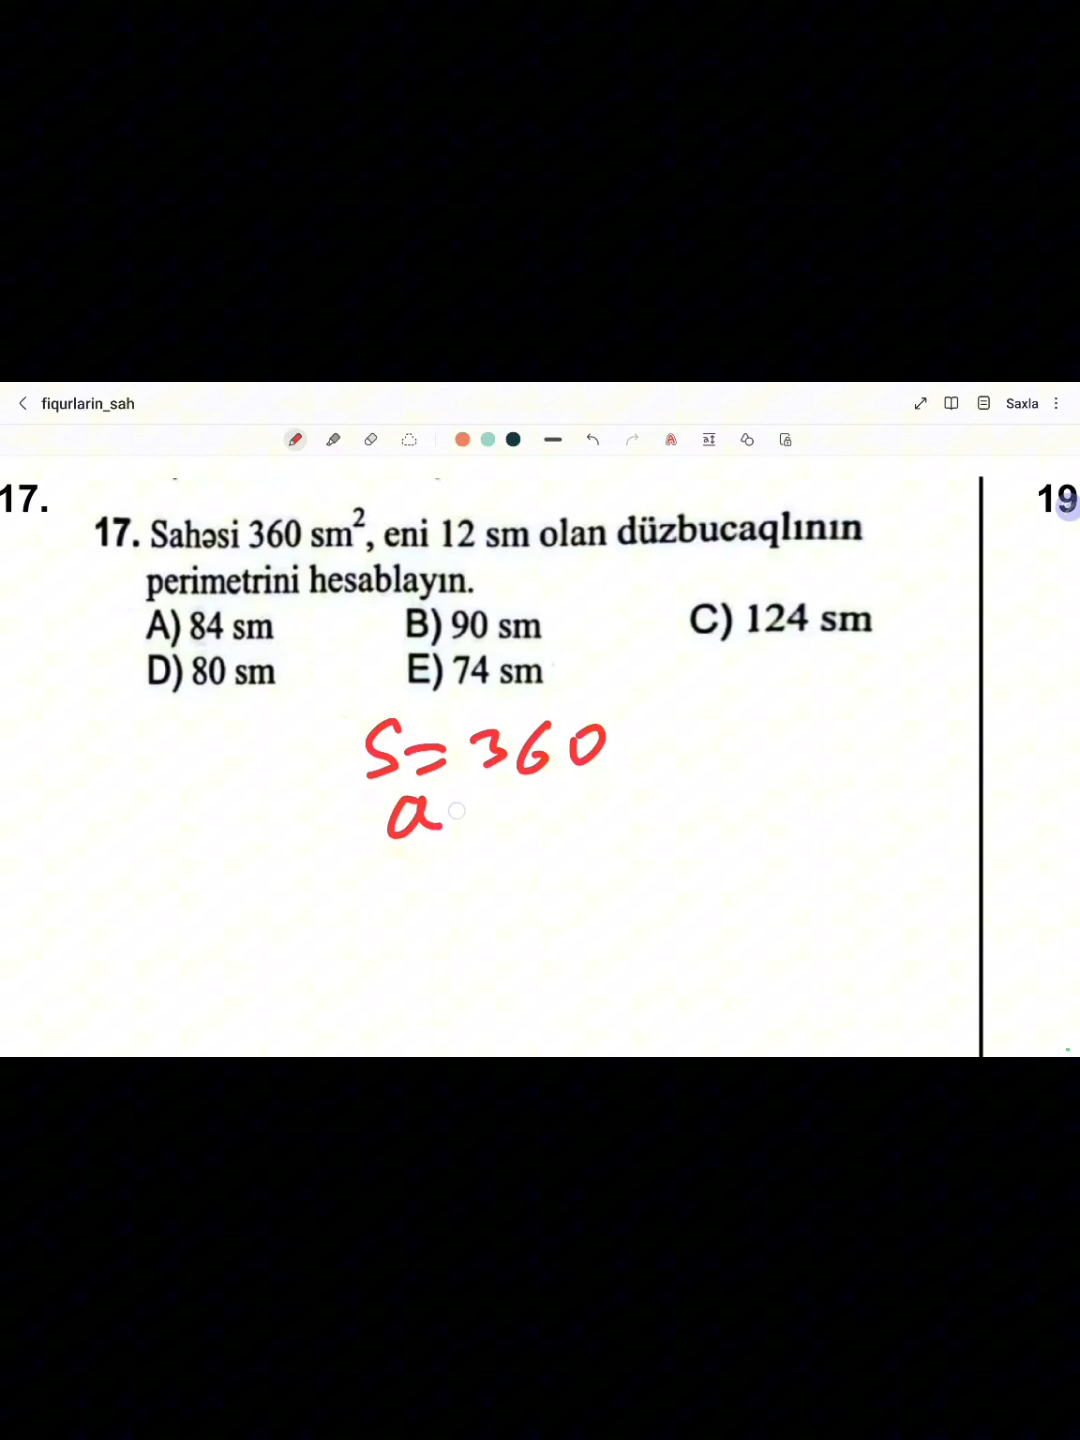 fiqurlarin_sah
Saxla
17.
19
17. Sahəsi 360 sm², eni 12 sm olan düzbucaqlının
perimetrini hesablayın.
A) 84 sm B) 90 sm C) 124 sm
D) 80 sm E) 74 sm
S=360
a